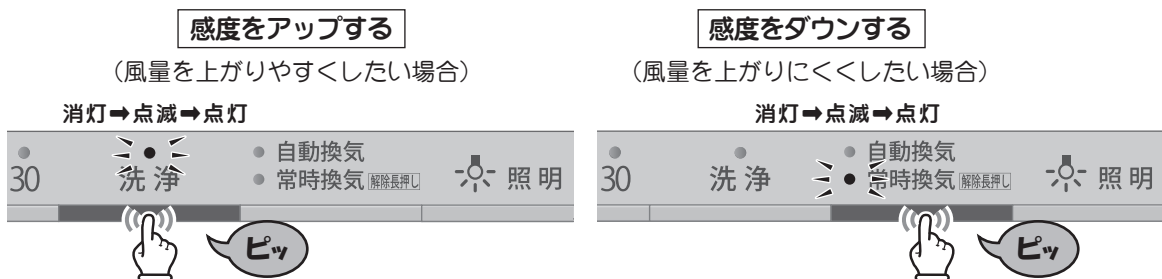 感度をアップする
(風量を上がりやすくしたい場合)
消灯➡点滅➡点灯
30
洗浄
自動換気
常時換気 解除長押し
照明
ピッ
感度をダウンする
(風量を上がりにくくしたい場合)
消灯➡点滅➡点灯
30
洗浄
自動換気
常時換気 解除長押し
照明
ピッ